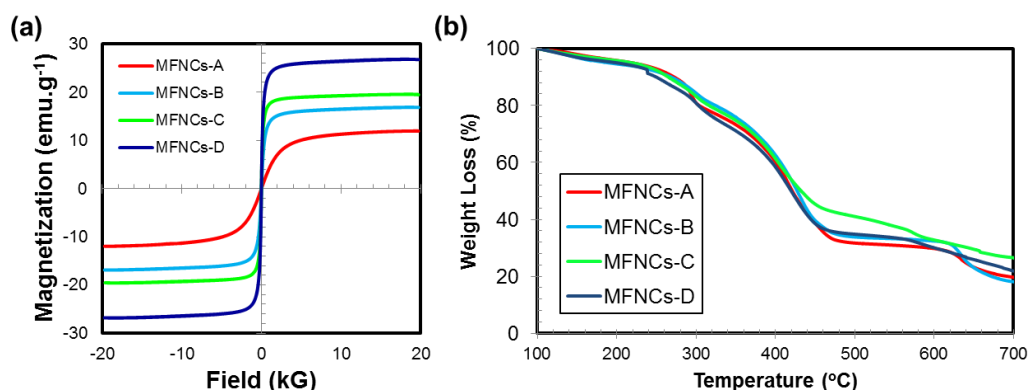 (a)
Magnetization (emu.g-1)
30
20
10
0
-10
-20
-30
MFNCs-A
MFNCs-B
MFNCs-C
MFNCs-D
-20
-10
0
10
20
Field (kG)
(b)
Weight Loss (%)
100
80
60
40
20
0
MFNCs-A
MFNCs-B
MFNCs-C
MFNCs-D
100
200
300
400
500
600
700
Temperature (oC)